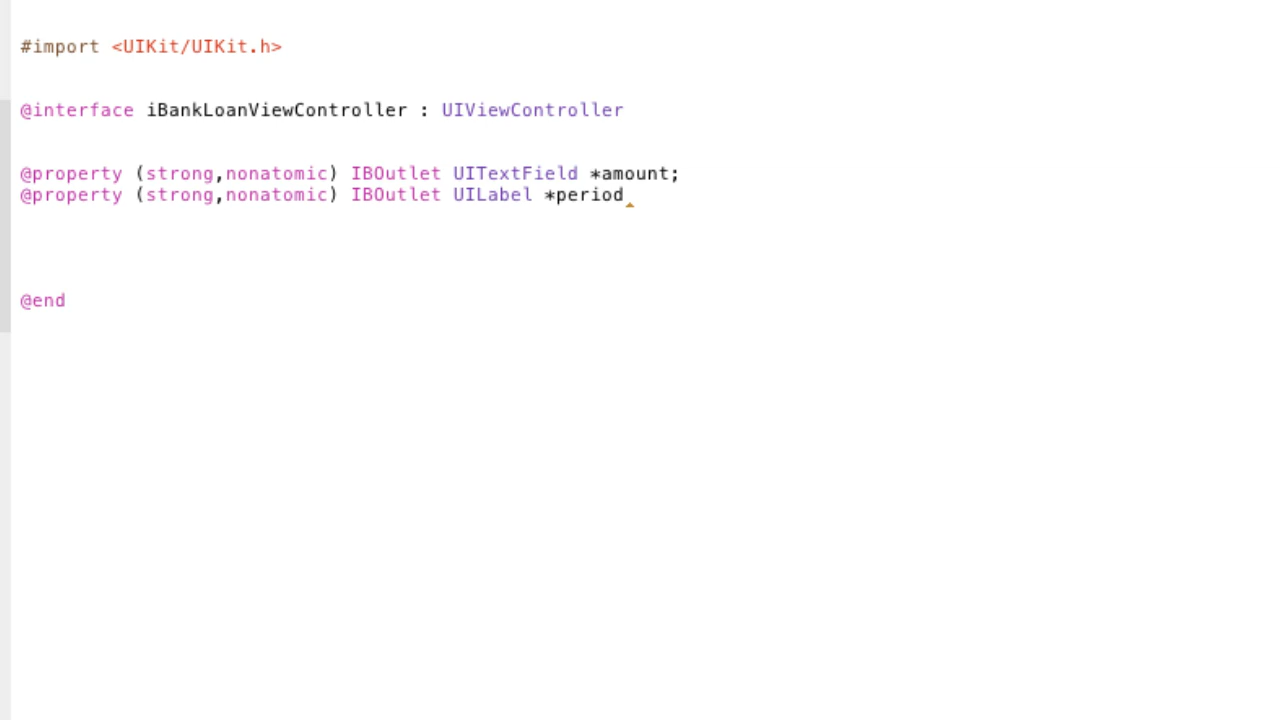 #import <UIKit/UIKit.h>
@interface iBankLoanViewController : UIViewController
@property (strong,nonatomic) IBOutlet UITextField *amount;
@property (strong,nonatomic) IBOutlet UILabel *period
@end